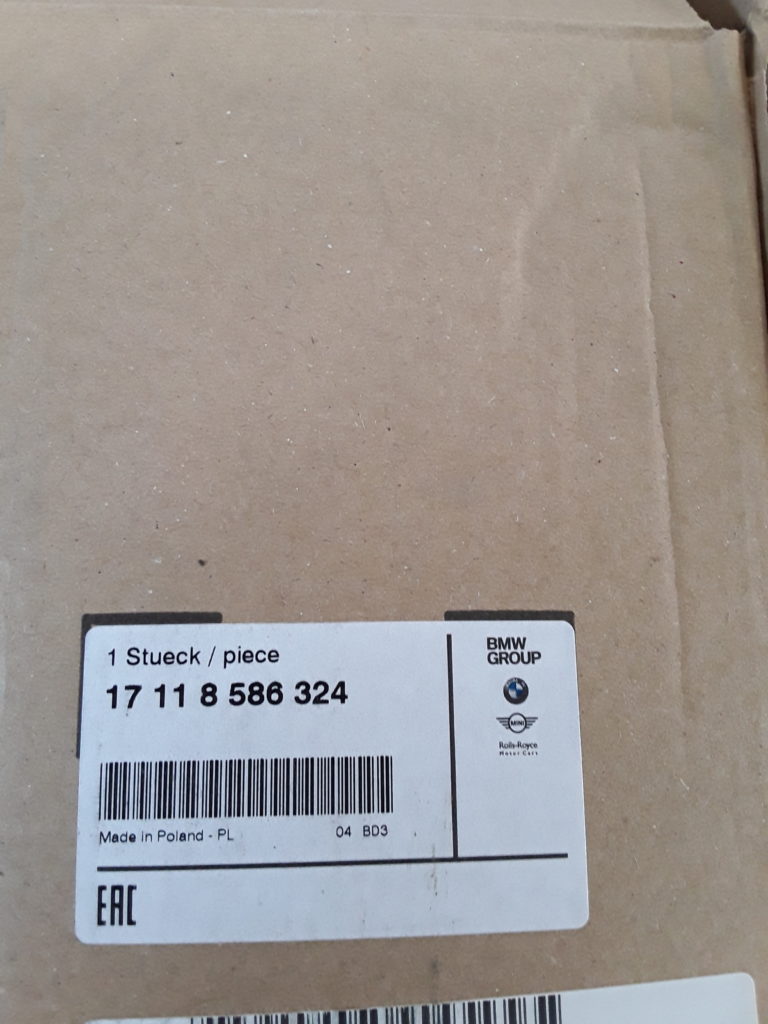 1 Stueck / piece
17 11 8 586 324
Made in Poland - PL
04 BD3
EAC
BMW
GROUP
MINI
Rolls-Royce
Motor Cars